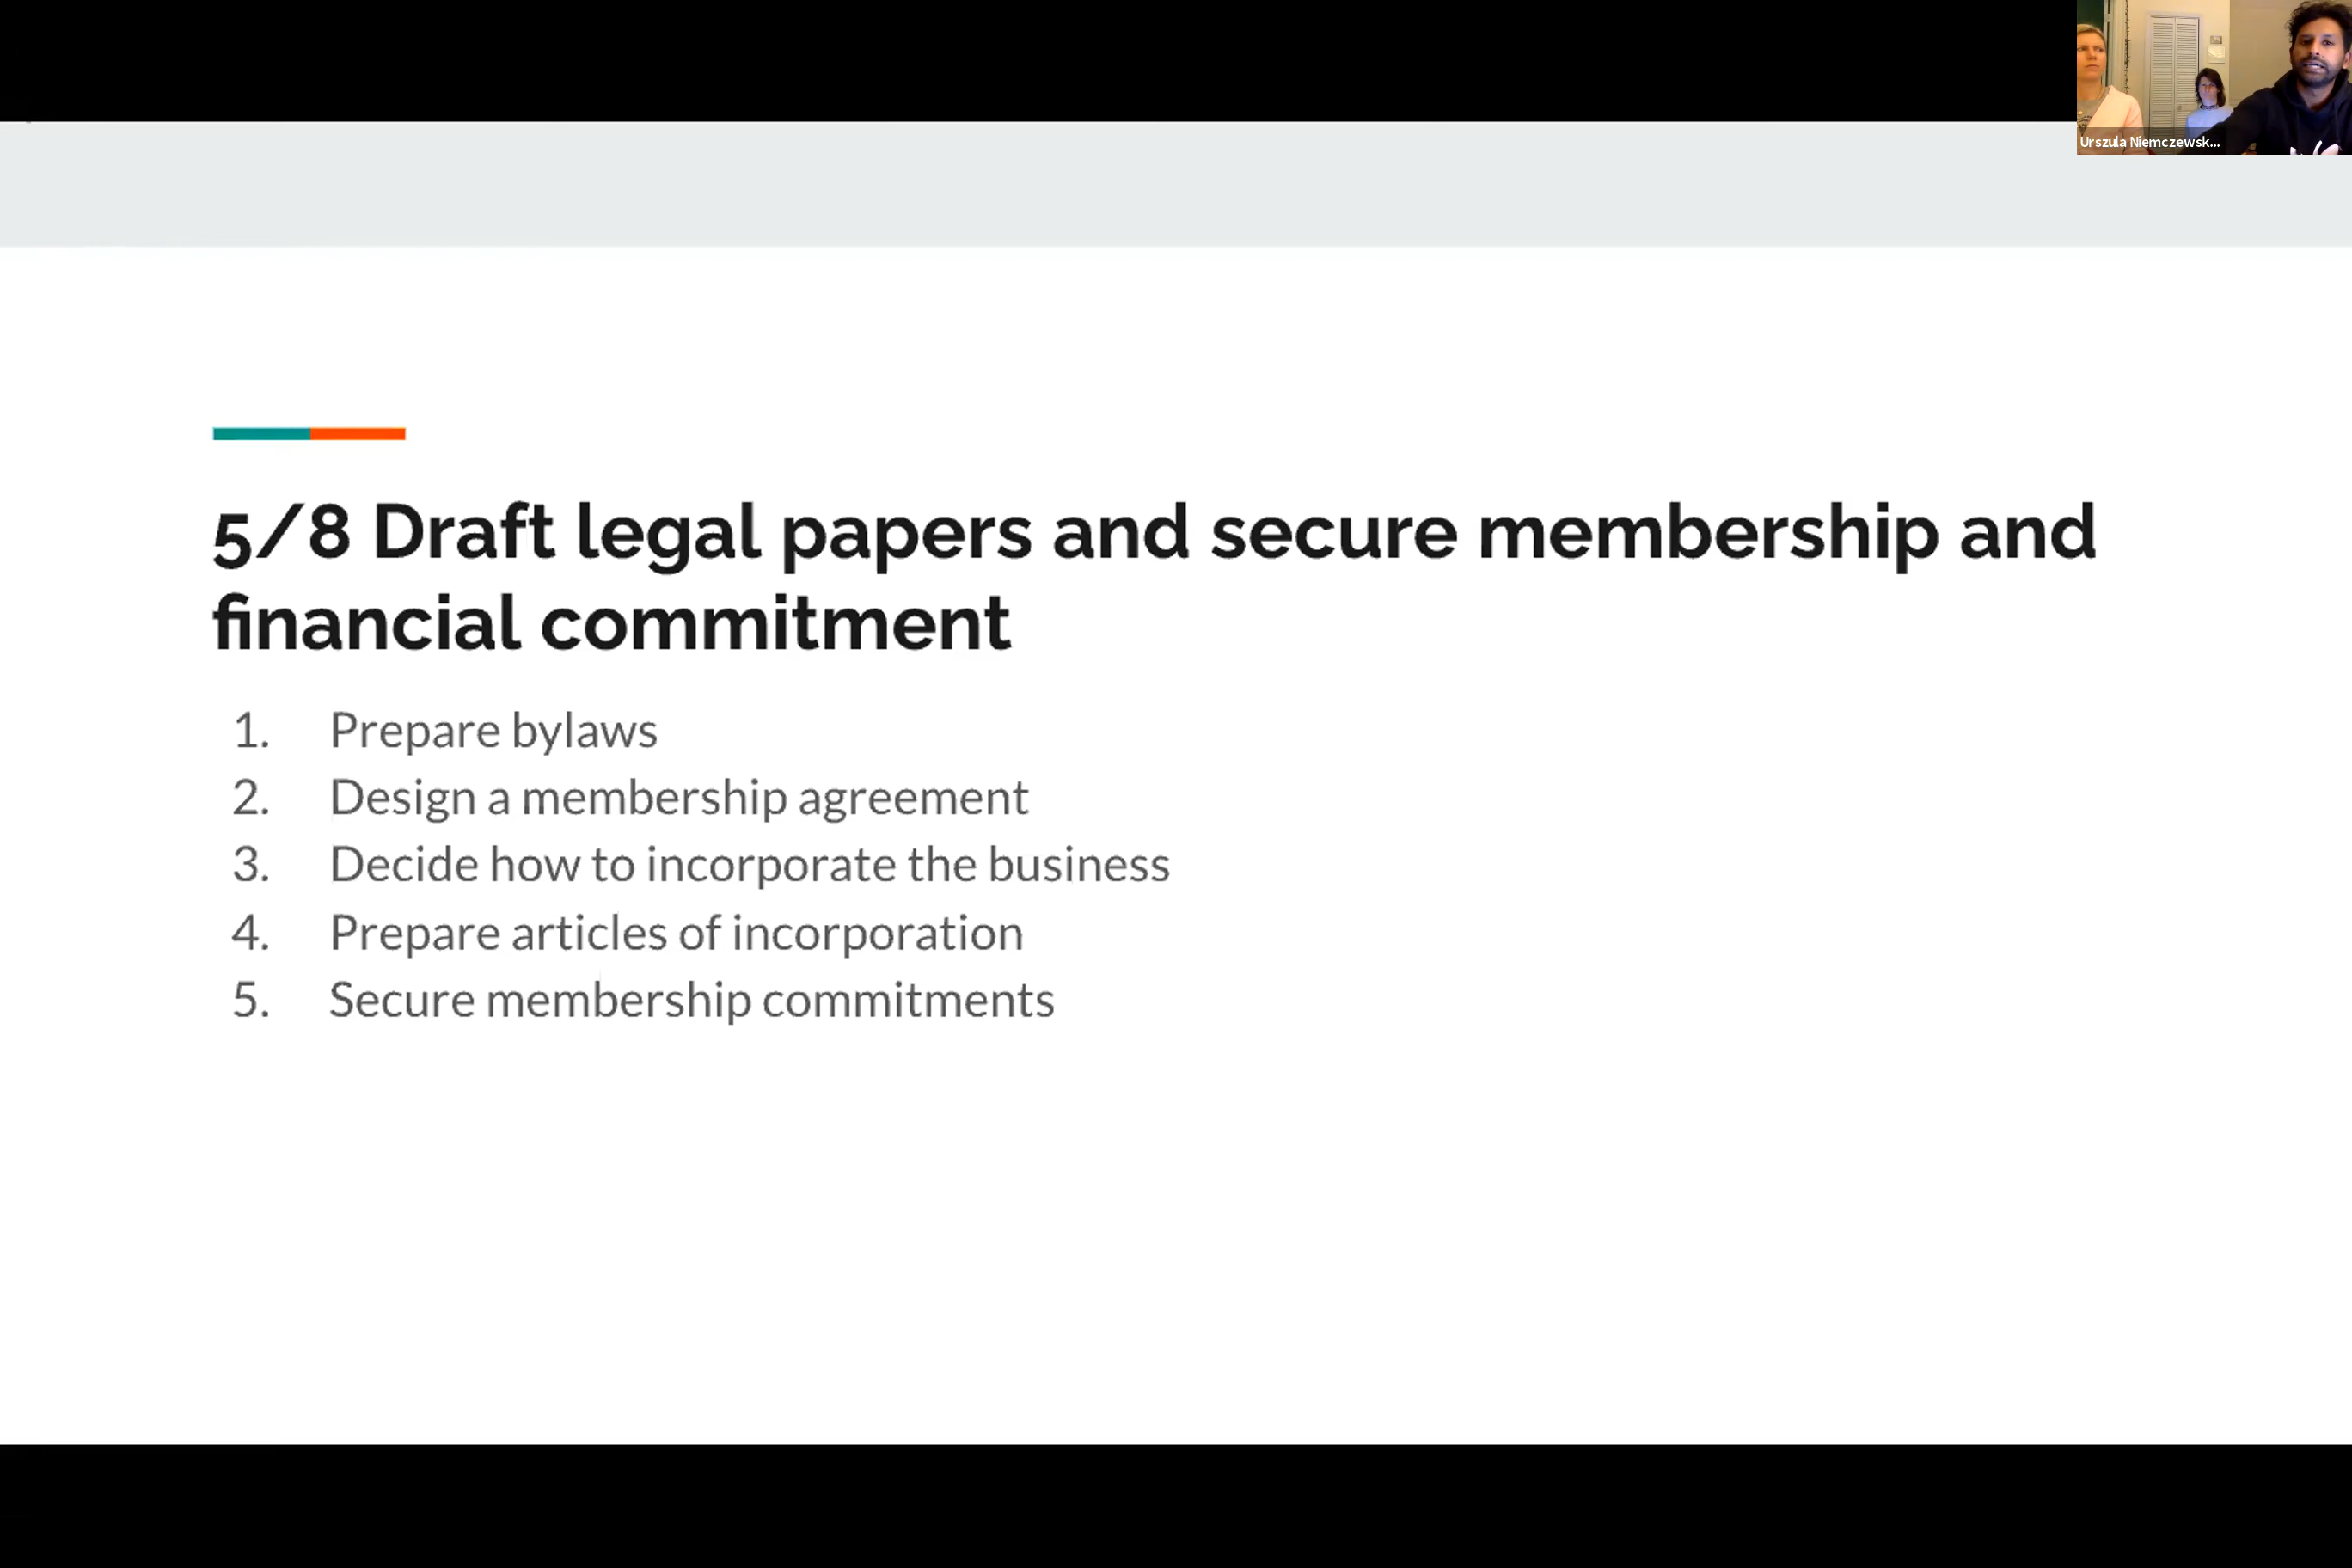 Urszula Niemczewsk...
5/8 Draft legal papers and secure membership and
financial commitment
1. Prepare bylaws
2. Design a membership agreement
3. Decide how to incorporate the business
4. Prepare articles of incorporation
5. Secure membership commitments